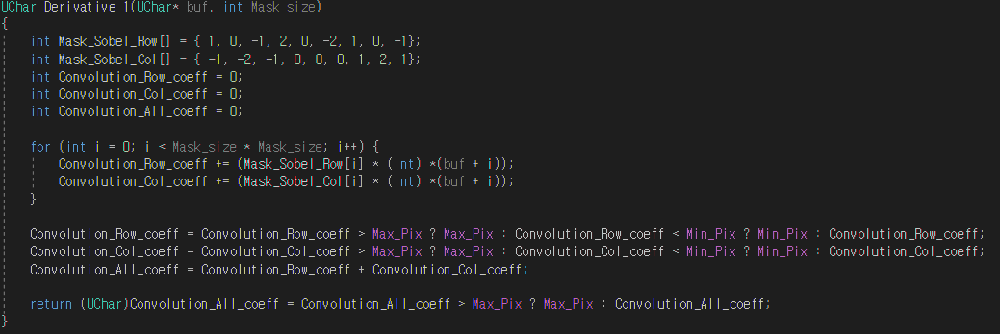 UChar Derivative_1(UChar* buf, int Mask_size)
{
int Mask_Sobel_Row[] = { 1, 0, -1, 2, 0, -2, 1, 0, -1};
int Mask_Sobel_Col[] = { -1, -2, -1, 0, 0, 0, 1, 2, 1};
int Convolution_Row_coeff = 0;
int Convolution_Col_coeff = 0;
int Convolution_All_coeff = 0;
for (int i = 0; i < Mask_size * Mask_size; i++) {
Convolution_Row_coeff += (Mask_Sobel_Row[i] * (int) *(buf + i));
Convolution_Col_coeff += (Mask_Sobel_Col[i] * (int) *(buf + i));
}
Convolution_Row_coeff = Convolution_Row_coeff > Max_Pix ? Max_Pix : Convolution_Row_coeff < Min_Pix ? Min_Pix : Convolution_Row_coeff;
Convolution_Col_coeff = Convolution_Col_coeff > Max_Pix ? Max_Pix : Convolution_Col_coeff < Min_Pix ? Min_Pix : Convolution_Col_coeff;
Convolution_All_coeff = Convolution_Row_coeff + Convolution_Col_coeff;
return (UChar)Convolution_All_coeff = Convolution_All_coeff > Max_Pix ? Max_Pix : Convolution_All_coeff;
}